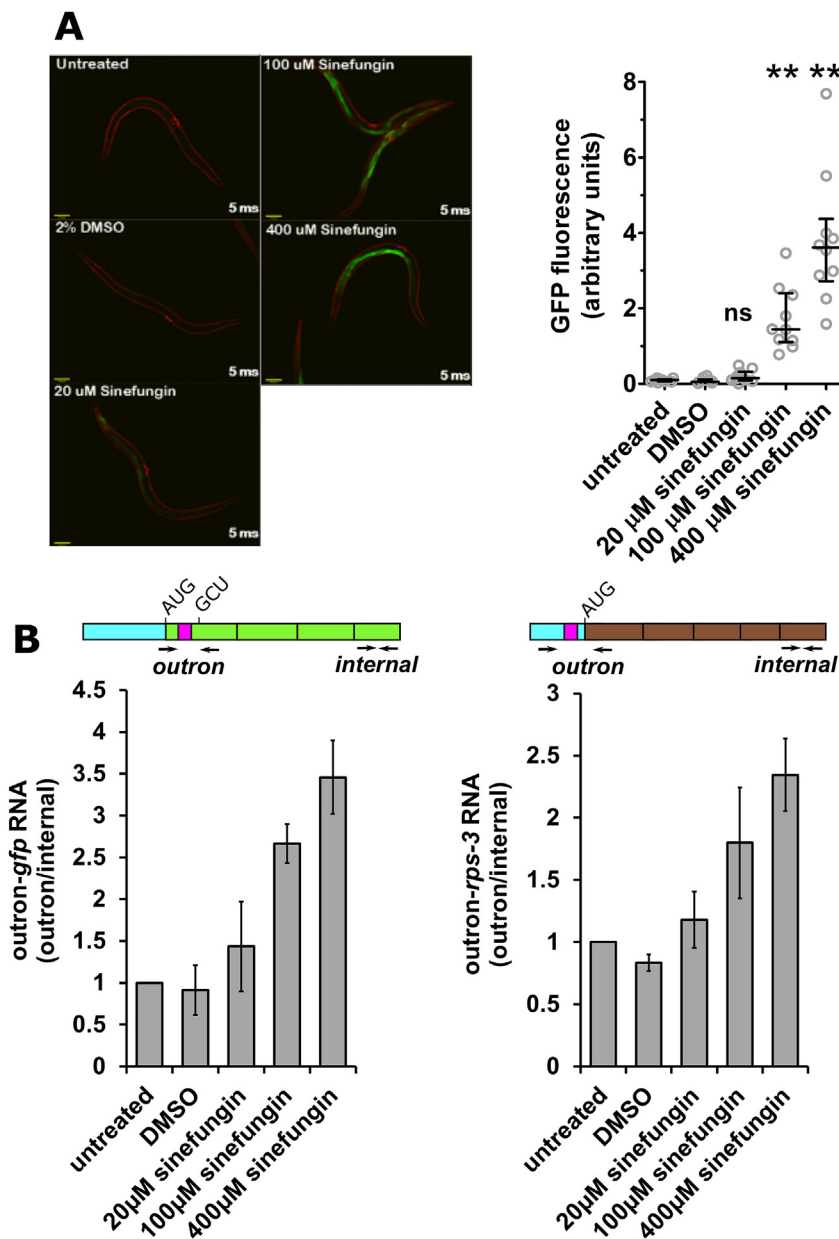 A
Untreated
5 ms
100 uM Sinefungin
5 ms
2% DMSO
5 ms
400 uM Sinefungin
5 ms
20 uM Sinefungin
5 ms
GFP fluorescence
(arbitrary units)
8
6
4
2
0
ns
**
**
untreated
DMSO
20 μM sinefungin
100 μM sinefungin
400 μM sinefungin
B
AUG
GCU
outron
internal
outron-gfp RNA
(outron/internal)
4.5
4
3.5
3
2.5
2
1.5
1
0.5
0
untreated
DMSO
20μM sinefungin
100μM sinefungin
400μM sinefungin
AUG
outron
internal
outron-rps-3 RNA
(outron/internal)
3
2.5
2
1.5
1
0.5
0
untreated
DMSO
20μM sinefungin
100μM sinefungin
400μM sinefungin